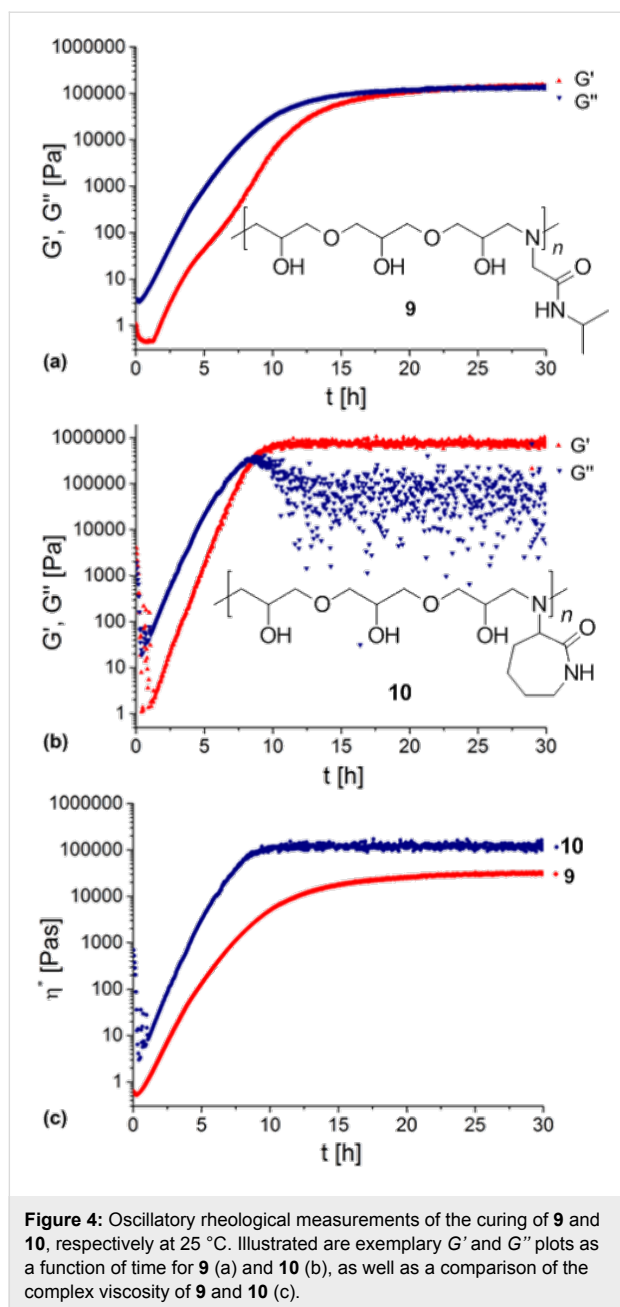 1000000
100000
10000
1000
100
10
1
G', G'' [Pa]
G'
G''
O
O
N
n
OH
OH
OH
O
HN
9
(a)
0
5
10
15
20
25
30
t [h]
1000000
100000
10000
1000
100
10
1
G', G'' [Pa]
G'
G''
O
O
N
n
OH
OH
OH
O
NH
10
(b)
0
5
10
15
20
25
30
t [h]
1000000
100000
10000
1000
100
10
1
η* [Pas]
10
9
(c)
0
5
10
15
20
25
30
t [h]
Figure 4: Oscillatory rheological measurements of the curing of 9 and
10, respectively at 25 °C. Illustrated are exemplary G’ and G’’ plots as
a function of time for 9 (a) and 10 (b), as well as a comparison of the
complex viscosity of 9 and 10 (c).